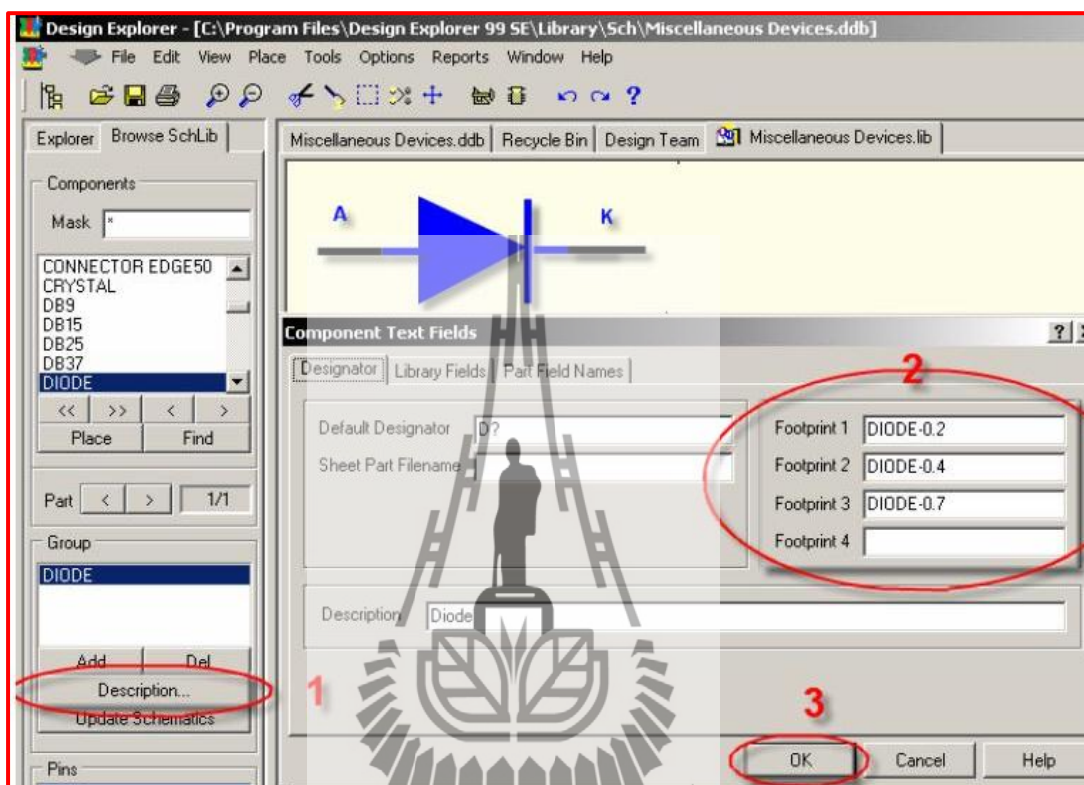 Design Explorer - [C:\Program Files\Design Explorer 99 SE\Library\Sch\Miscellaneous Devices.ddb]
File Edit View Place Tools Options Reports Window Help
Explorer Browse SchLib
Miscellaneous Devices.ddb Recycle Bin Design Team Miscellaneous Devices.lib
Components
Mask *
CONNECTOR EDGE50
CRYSTAL
DB9
DB15
DB25
DB37
DIODE
<< >> < >
Place Find
Part < > 1/1
Group
DIODE
Add Del
Description...
Update Schematics
Pins
A K
Component Text Fields
Designator Library Fields Part Field Names
Default Designator D?
Sheet Part Filename
2
Footprint 1 DIODE-0.2
Footprint 2 DIODE-0.4
Footprint 3 DIODE-0.7
Footprint 4
Description Diode
1
3
OK Cancel Help